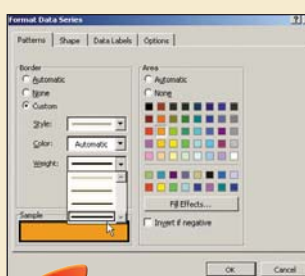 Format Data Series
Patterns Shape Data Labels Options
Border
Automatic
None
Custom
Style:
Color: Automatic
Weight:
Sample
Area
Automatic
None
Fill Effects...
Invert if negative
OK Cancel